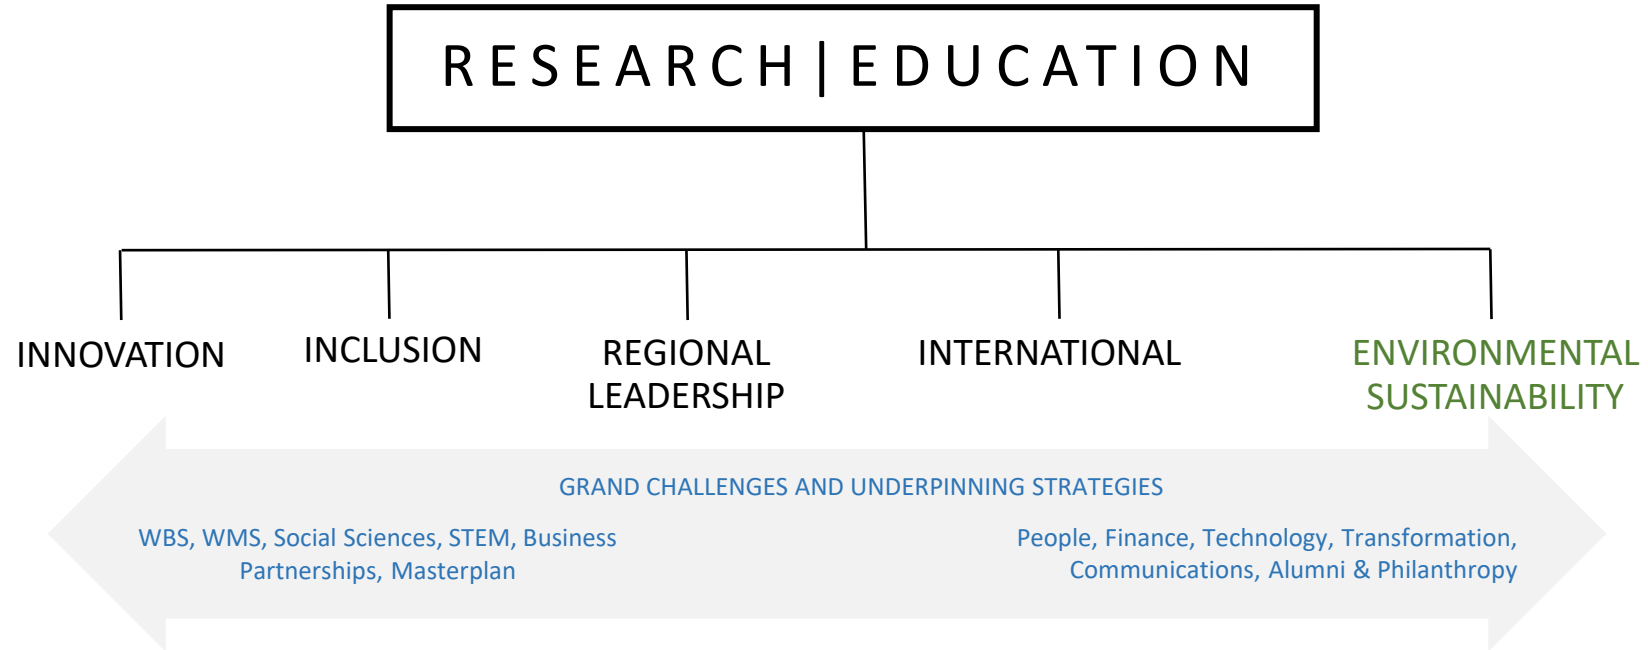 RESEARCH|EDUCATION
INNOVATION
INCLUSION
REGIONAL
LEADERSHIP
INTERNATIONAL
ENVIRONMENTAL
SUSTAINABILITY
GRAND CHALLENGES AND UNDERPINNING STRATEGIES
WBS, WMS, Social Sciences, STEM, Business
Partnerships, Masterplan
People, Finance, Technology, Transformation,
Communications, Alumni & Philanthropy